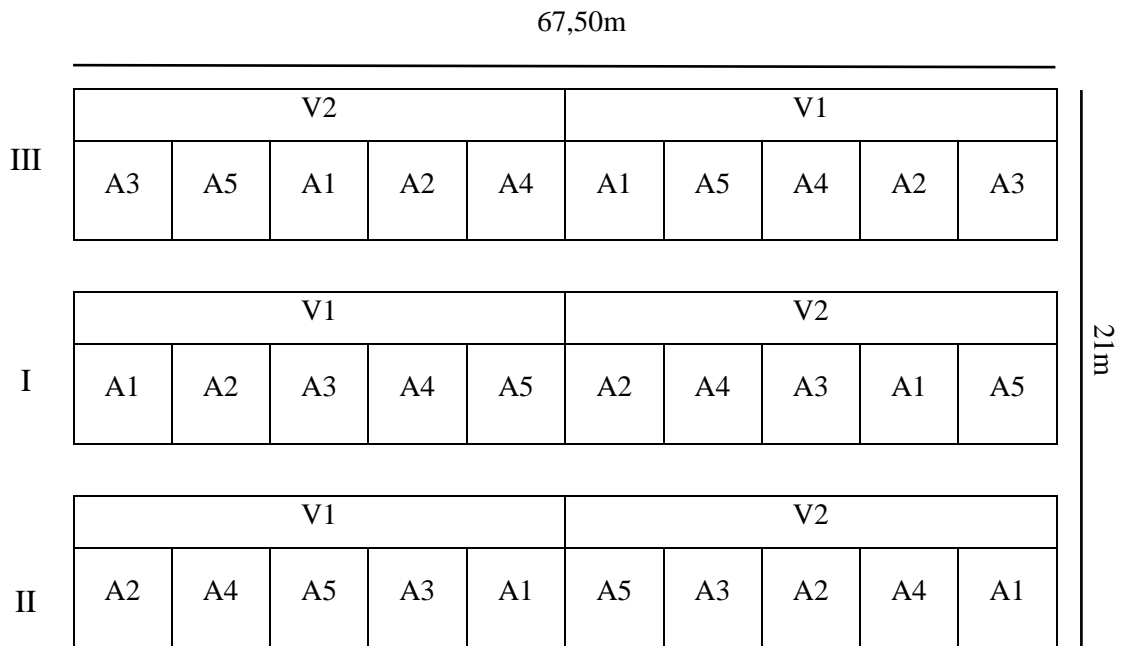 67,50m
V2 V1
III
A3 A5 A1 A2 A4 A1 A5 A4 A2 A3
V1 V2
21m
I
A1 A2 A3 A4 A5 A2 A4 A3 A1 A5
V1 V2
II
A2 A4 A5 A3 A1 A5 A3 A2 A4 A1